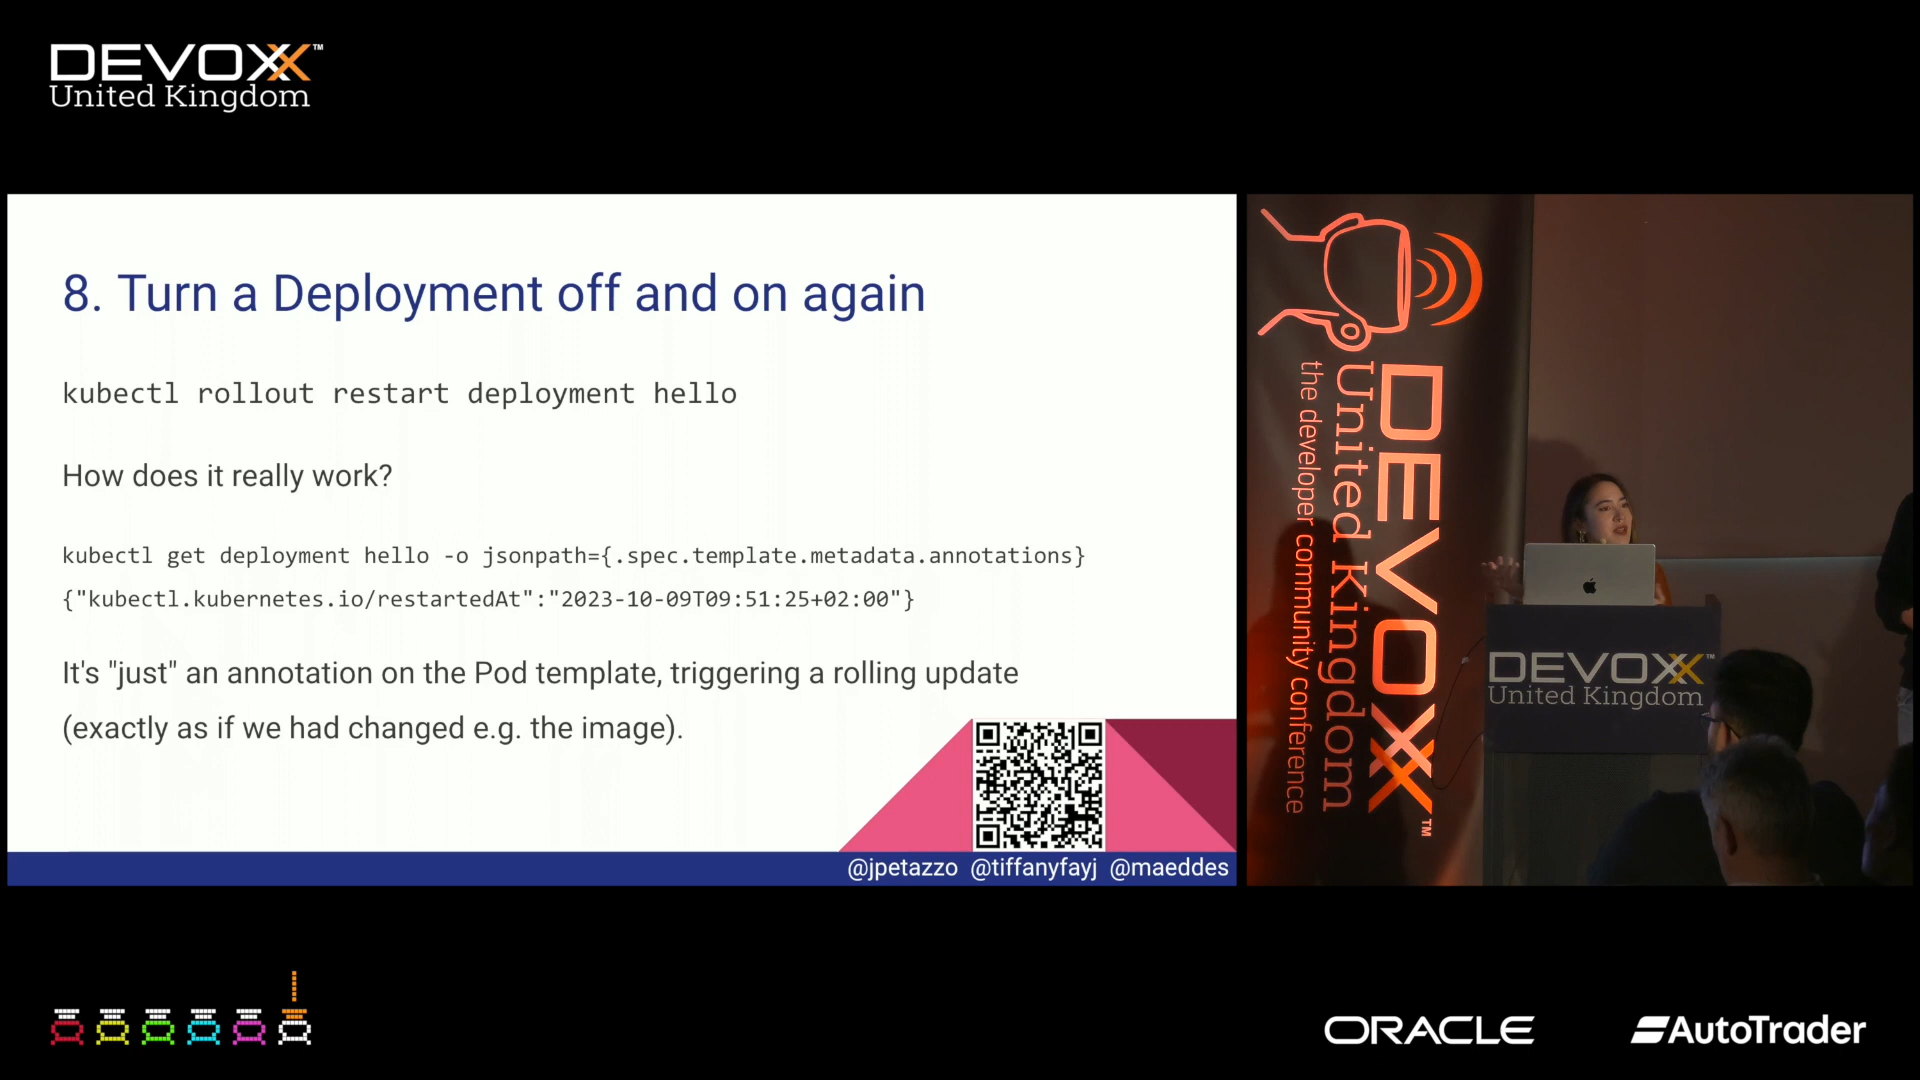 DEVOXX™
United Kingdom
8. Turn a Deployment off and on again
kubectl rollout restart deployment hello
How does it really work?
kubectl get deployment hello -o jsonpath={.spec.template.metadata.annotations}
{"kubectl.kubernetes.io/restartedAt":"2023-10-09T09:51:25+02:00"}
It's "just" an annotation on the Pod template, triggering a rolling update
(exactly as if we had changed e.g. the image).
@jpetazzo @tiffanyfayj @maeddes
DEVOXX™
United Kingdom
the developer community conference
DEVOXX™
United Kingdom
ORACLE
AutoTrader